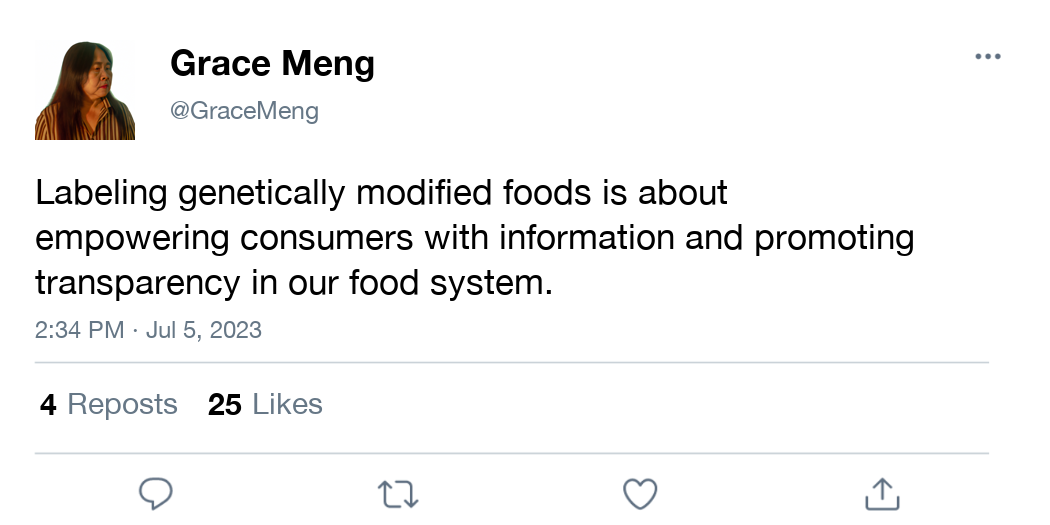 Grace Meng
@GraceMeng
Labeling genetically modified foods is about
empowering consumers with information and promoting
transparency in our food system.
2:34 PM · Jul 5, 2023
4 Reposts 25 Likes